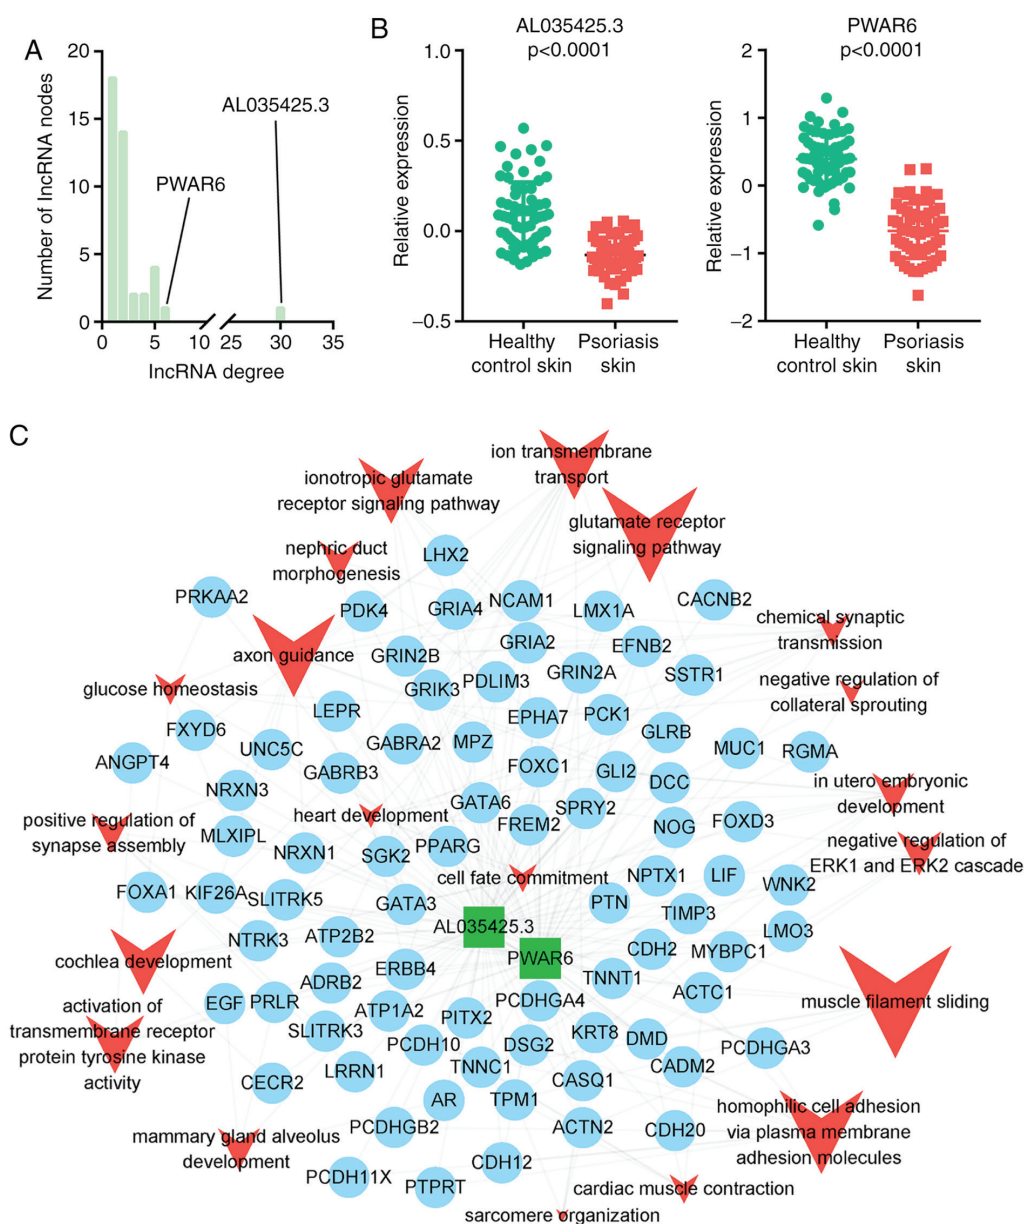 A
20
15
10
5
0
Number of lncRNA nodes
AL035425.3
PWAR6
0
5
10
25
30
35
lncRNA degree
B
AL035425.3
p<0.0001
1.0
0.5
0.0
−0.5
Relative expression
Healthy
control skin
Psoriasis
skin
PWAR6
p<0.0001
2
1
0
−1
−2
Relative expression
Healthy
control skin
Psoriasis
skin
C
ion transmembrane
transport
ionotropic glutamate
receptor signaling pathway
glutamate receptor
signaling pathway
nephric duct
morphogenesis
LHX2
PRKAA2
PDK4
GRIA4
NCAM1
LMX1A
CACNB2
chemical synaptic
transmission
axon guidance
GRIN2B
GRIA2
EFNB2
GRIN2A
SSTR1
glucose homeostasis
GRIK3
PDLIM3
negative regulation of
collateral sprouting
LEPR
EPHA7
PCK1
FXYD6
UNC5C
GABRA2
MPZ
GLRB
MUC1
RGMA
ANGPT4
GABRB3
FOXC1
GLI2
DCC
in utero embryonic
development
NRXN3
GATA6
SPRY2
heart development
FREM2
NOG
FOXD3
positive regulation of
synapse assembly
MLXIPL
NRXN1
SGK2
PPARG
negative regulation of
ERK1 and ERK2 cascade
cell fate commitment
NPTX1
LIF
WNK2
FOXA1
KIF26A
SLITRK5
GATA3
PTN
TIMP3
AL035425.3
LMO3
NTRK3
ATP2B2
PWAR6
CDH2
MYBPC1
cochlea development
ERBB4
TNNT1
ADRB2
ACTC1
muscle filament sliding
EGF
PRLR
ATP1A2
PCDHGA4
activation of
transmembrane receptor
protein tyrosine kinase
activity
SLITRK3
PITX2
KRT8
DMD
PCDH10
DSG2
PCDHGA3
CECR2
LRRN1
TNNC1
CASQ1
CADM2
AR
TPM1
homophilic cell adhesion
via plasma membrane
adhesion molecules
mammary gland alveolus
development
PCDHGB2
ACTN2
CDH20
CDH12
PCDH11X
PTPRT
cardiac muscle contraction
sarcomere organization